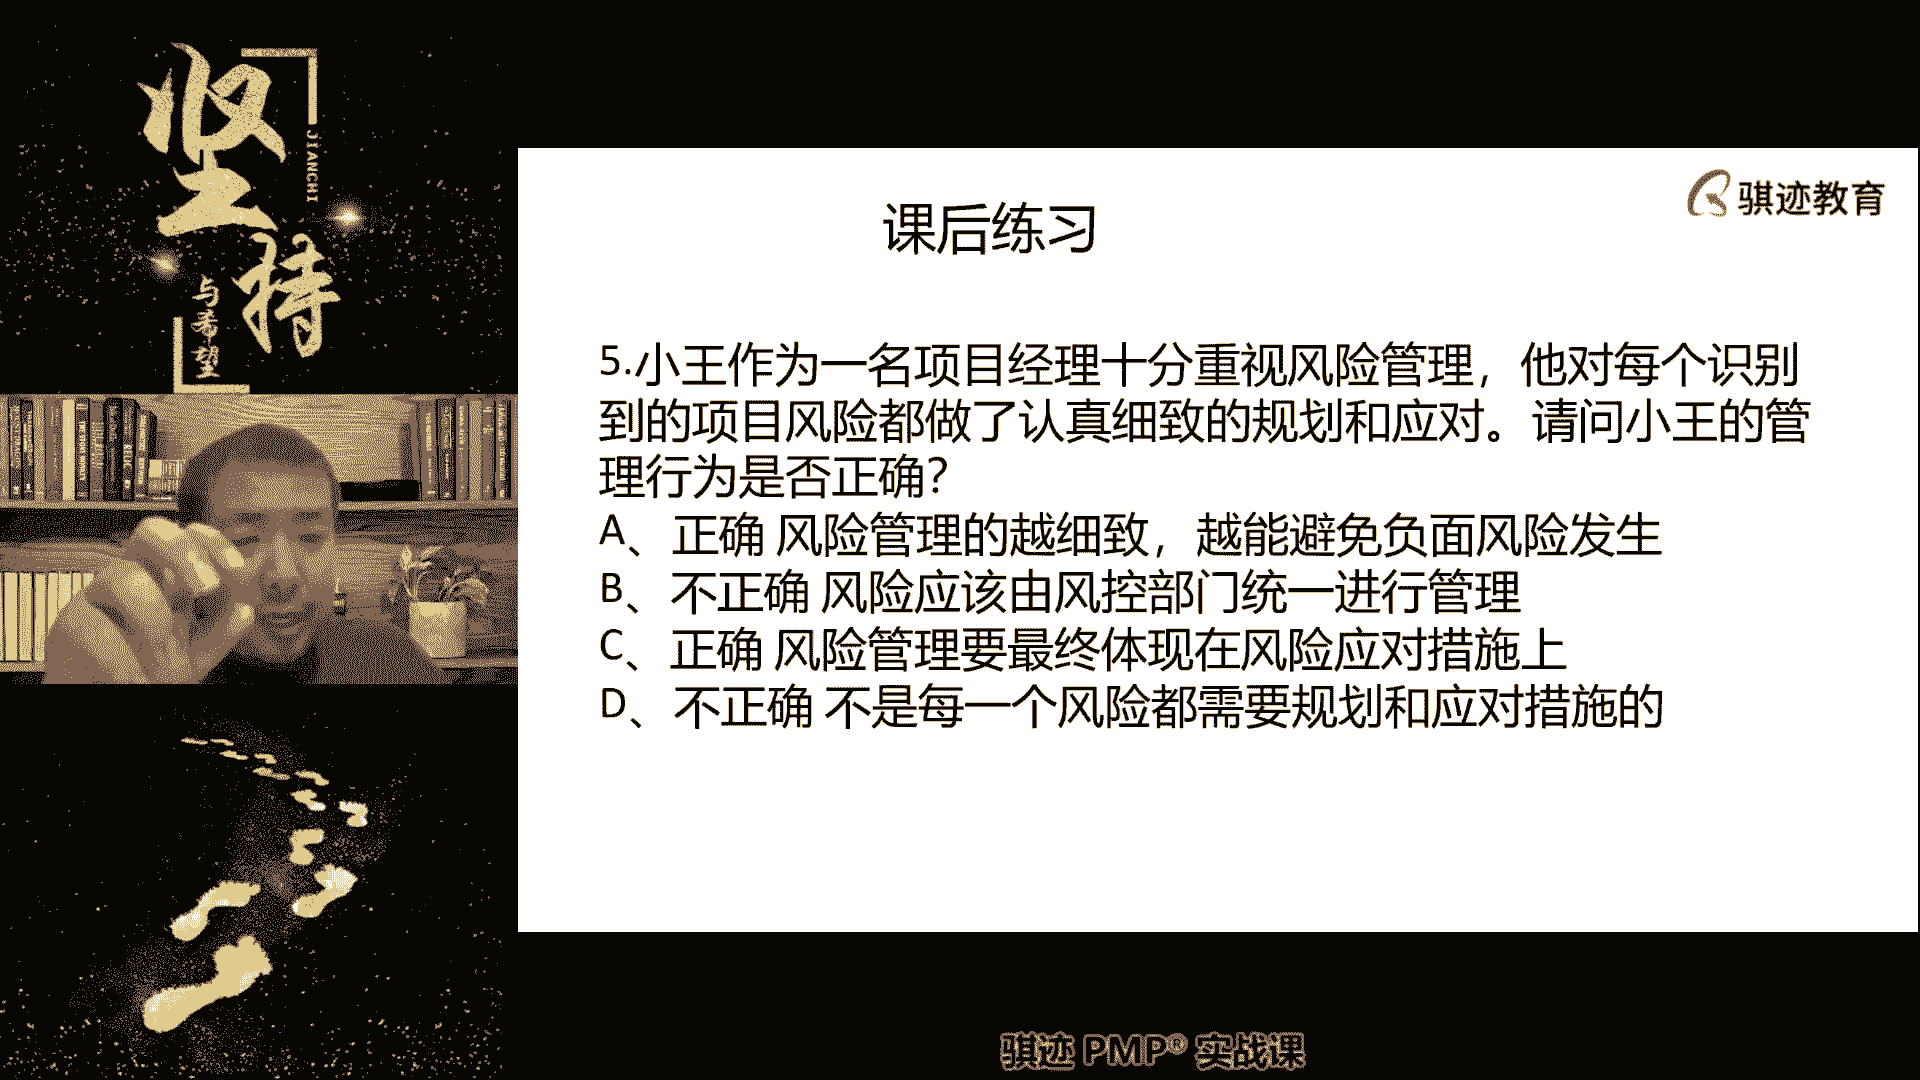 坚持
JIANCHI
与希望
骐迹教育
课后练习
5.小王作为一名项目经理十分重视风险管理，他对每个识别
到的项目风险都做了认真细致的规划和应对。请问小王的管
理行为是否正确？
A、正确 风险管理的越细致，越能避免负面风险发生
B、不正确 风险应该由风控部门统一进行管理
C、正确 风险管理要最终体现在风险应对措施上
D、不正确 不是每一个风险都需要规划和应对措施的
骐迹 PMP® 实战课